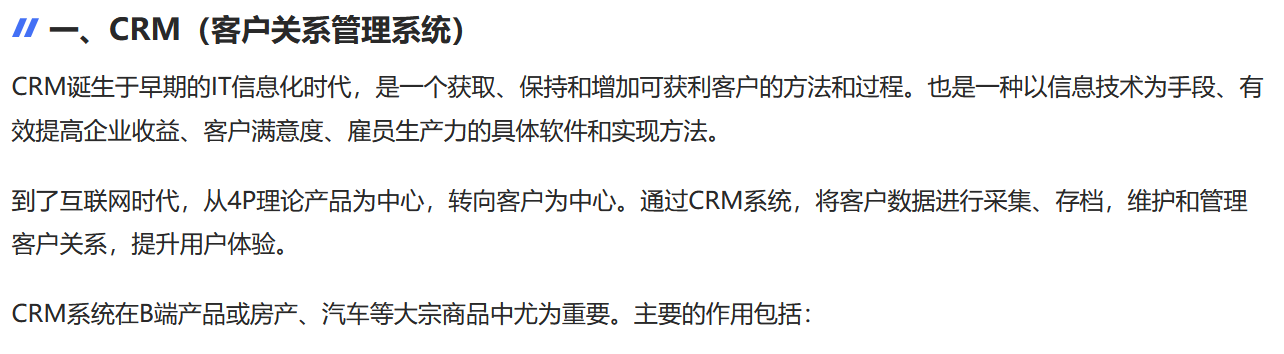 一、CRM（客户关系管理系统）
CRM诞生于早期的IT信息化时代，是一个获取、保持和增加可获利客户的方法和过程。也是一种以信息技术为手段、有
效提高企业收益、客户满意度、雇员生产力的具体软件和实现方法。
到了互联网时代，从4P理论产品为中心，转向客户为中心。通过CRM系统，将客户数据进行采集、存档，维护和管理
客户关系，提升用户体验。
CRM系统在B端产品或房产、汽车等大宗商品中尤为重要。主要的作用包括：